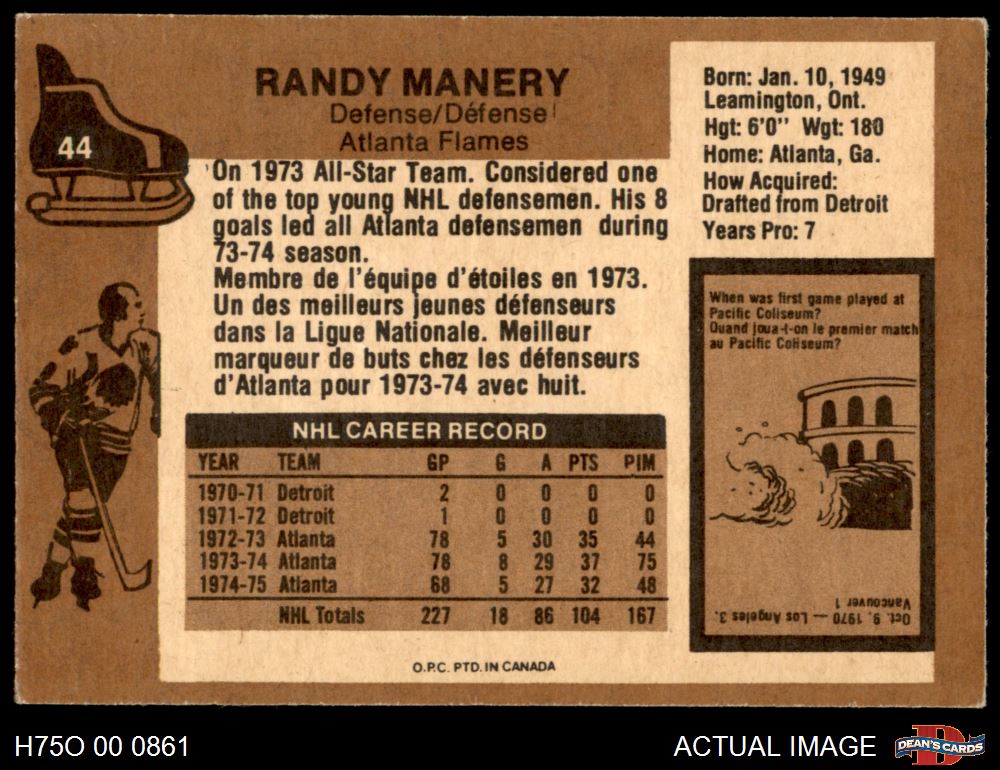 44
RANDY MANERY
Defense/Défense
Atlanta Flames
On 1973 All-Star Team. Considered one
of the top young NHL defensemen. His 8
goals led all Atlanta defensemen during
73-74 season.
Membre de l'équipe d'étoiles en 1973.
Un des meilleurs jeunes défenseurs
dans la Ligue Nationale. Meilleur
marqueur de buts chez les défenseurs
d'Atlanta pour 1973-74 avec huit.
Born: Jan. 10, 1949
Leamington, Ont.
Hgt: 6'0" Wgt: 180
Home: Atlanta, Ga.
How Acquired:
Drafted from Detroit
Years Pro: 7
When was first game played at
Pacific Coliseum?
Quand joua-t-on le premier match
au Pacific Coliseum?
Oct. 9, 1970 — Los Angeles 3,
Vancouver 1
NHL CAREER RECORD
YEAR TEAM GP G A PTS PIM
1970-71 Detroit 2 0 0 0 0
1971-72 Detroit 1 0 0 0 0
1972-73 Atlanta 78 5 30 35 44
1973-74 Atlanta 78 8 29 37 75
1974-75 Atlanta 68 5 27 32 48
NHL Totals 227 18 86 104 167
O.P.C. PTD. IN CANADA
H75O 00 0861
ACTUAL IMAGE
D
DEAN'S CARDS